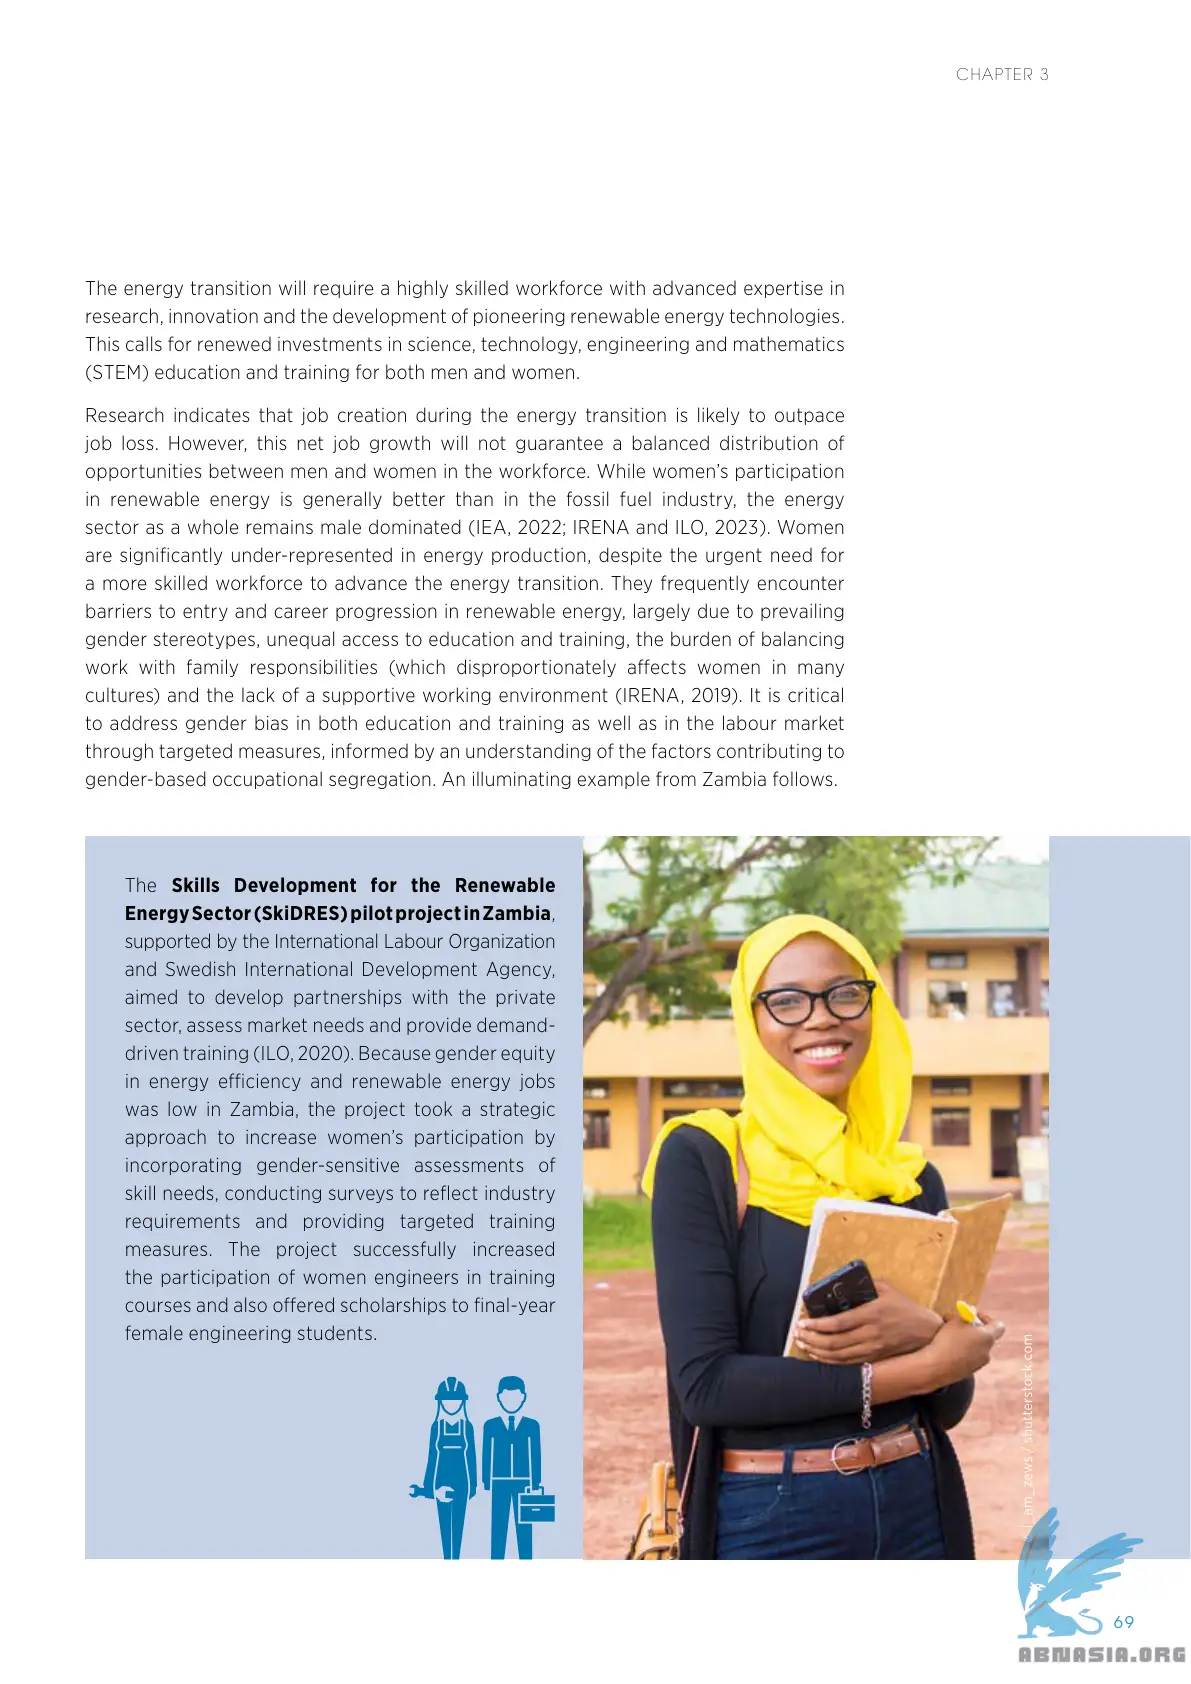 CHAPTER 3
The energy transition will require a highly skilled workforce with advanced expertise in
research, innovation and the development of pioneering renewable energy technologies.
This calls for renewed investments in science, technology, engineering and mathematics
(STEM) education and training for both men and women.
Research indicates that job creation during the energy transition is likely to outpace
job loss. However, this net job growth will not guarantee a balanced distribution of
opportunities between men and women in the workforce. While women’s participation
in renewable energy is generally better than in the fossil fuel industry, the energy
sector as a whole remains male dominated (IEA, 2022; IRENA and ILO, 2023). Women
are significantly under-represented in energy production, despite the urgent need for
a more skilled workforce to advance the energy transition. They frequently encounter
barriers to entry and career progression in renewable energy, largely due to prevailing
gender stereotypes, unequal access to education and training, the burden of balancing
work with family responsibilities (which disproportionately affects women in many
cultures) and the lack of a supportive working environment (IRENA, 2019). It is critical
to address gender bias in both education and training as well as in the labour market
through targeted measures, informed by an understanding of the factors contributing to
gender-based occupational segregation. An illuminating example from Zambia follows.
The Skills Development for the Renewable
Energy Sector (SkiDRES) pilot project in Zambia,
supported by the International Labour Organization
and Swedish International Development Agency,
aimed to develop partnerships with the private
sector, assess market needs and provide demand-
driven training (ILO, 2020). Because gender equity
in energy efficiency and renewable energy jobs
was low in Zambia, the project took a strategic
approach to increase women’s participation by
incorporating gender-sensitive assessments of
skill needs, conducting surveys to reflect industry
requirements and providing targeted training
measures. The project successfully increased
the participation of women engineers in training
courses and also offered scholarships to final-year
female engineering students.
am_zews / shutterstock.com
69
ABNASIA.ORG